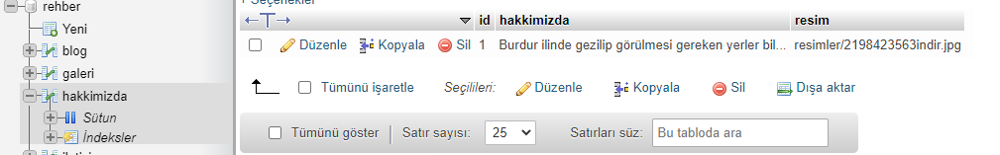 rehber
Yeni
blog
galeri
hakkimizda
Sütun
İndeksler
Seçenekler
id hakkimizda resim
Düzenle Kopyala Sil 1 Burdur ilinde gezilip görülmesi gereken yerler bil... resimler/2198423563indir.jpg
Tümünü işaretle Seçilileri: Düzenle Kopyala Sil Dışa aktar
Tümünü göster Satır sayısı: 25 Satırları süz: Bu tabloda ara